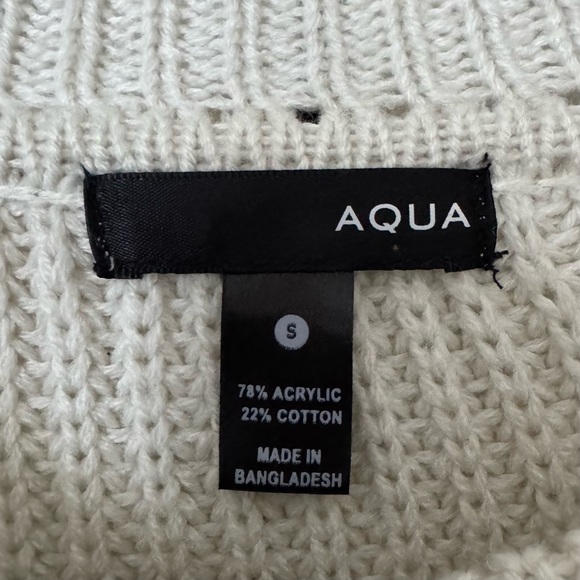 AQUA
S
78% ACRYLIC
22% COTTON
MADE IN
BANGLADESH